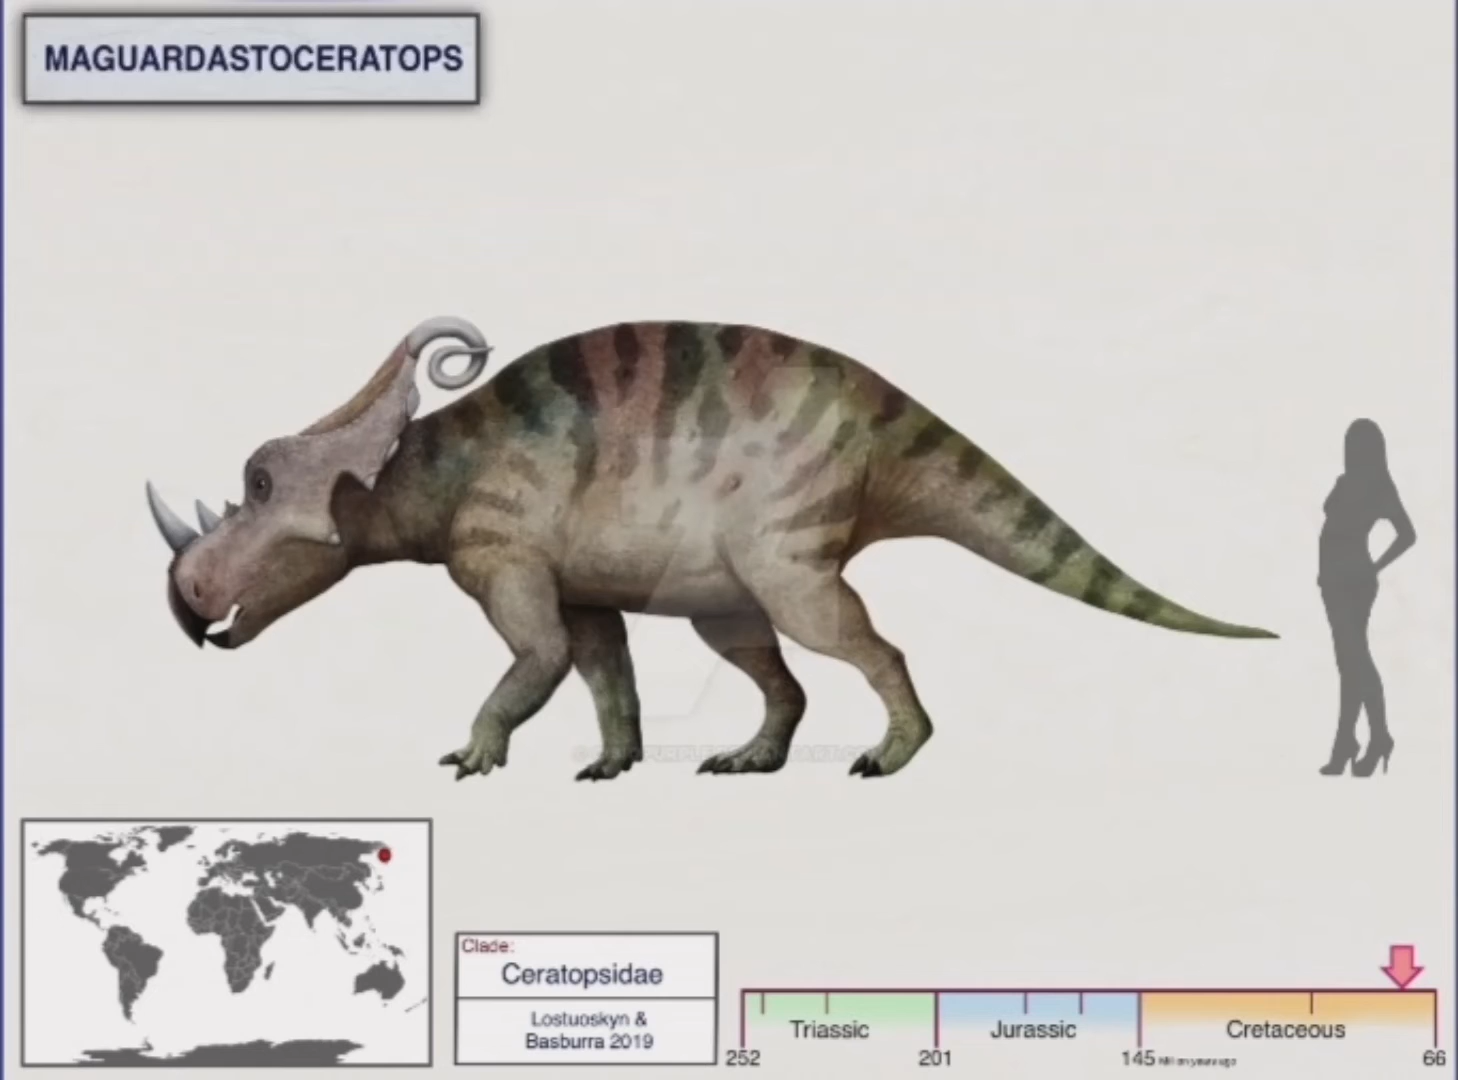 MAGUARDASTOCERATOPS
Clade:
Ceratopsidae
Lostuoskyn &
Basburra 2019
Triassic
Jurassic
Cretaceous
252
201
145
66